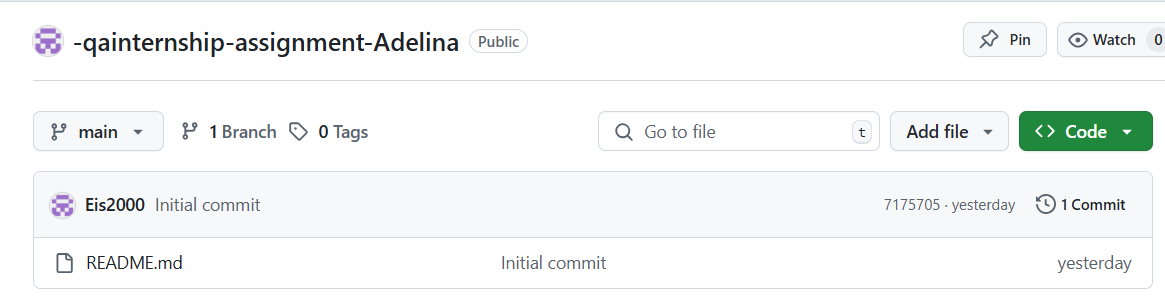 -qainternship-assignment-Adelina Public Pin Watch 0
main 1 Branch 0 Tags Go to file t Add file Code
Eis2000 Initial commit 7175705 · yesterday 1 Commit
README.md Initial commit yesterday